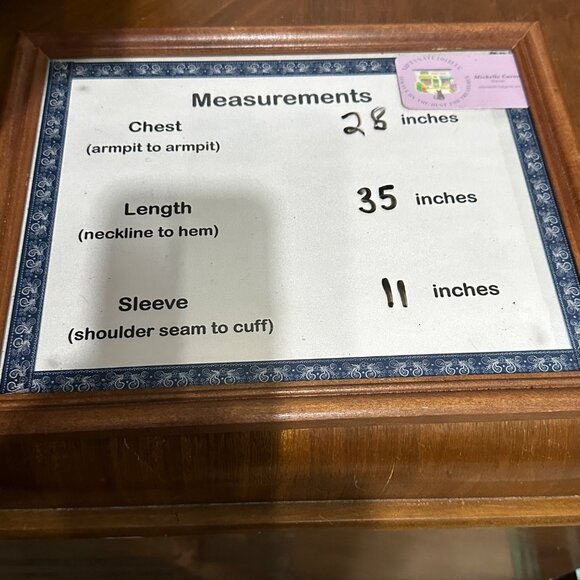 Measurements
Chest 28 inches
(armpit to armpit)
Length 35 inches
(neckline to hem)
Sleeve 11 inches
(shoulder seam to cuff)
Michelle